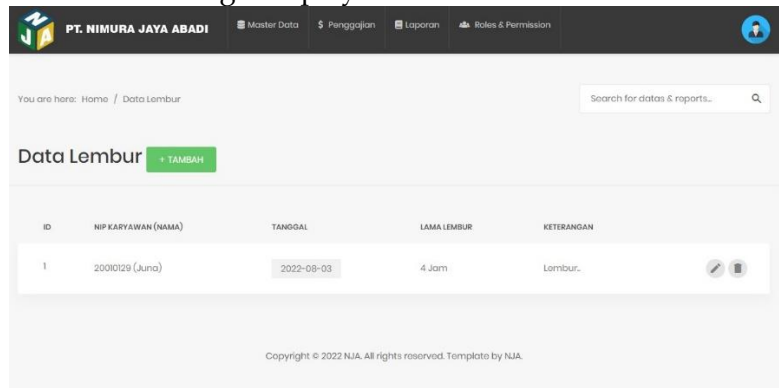 NJA
PT. NIMURA JAYA ABADI
Master Data
$ Penggajian
Laporan
Roles & Permission
You are here: Home / Data Lembur
Search for datas & reports...
Data Lembur
+ TAMBAH
ID NIP KARYAWAN (NAMA) TANGGAL LAMA LEMBUR KETERANGAN
1 20010129 (Juna) 2022-08-03 4 Jam Lembur..
Copyright © 2022 NJA. All rights reserved. Template by NJA.